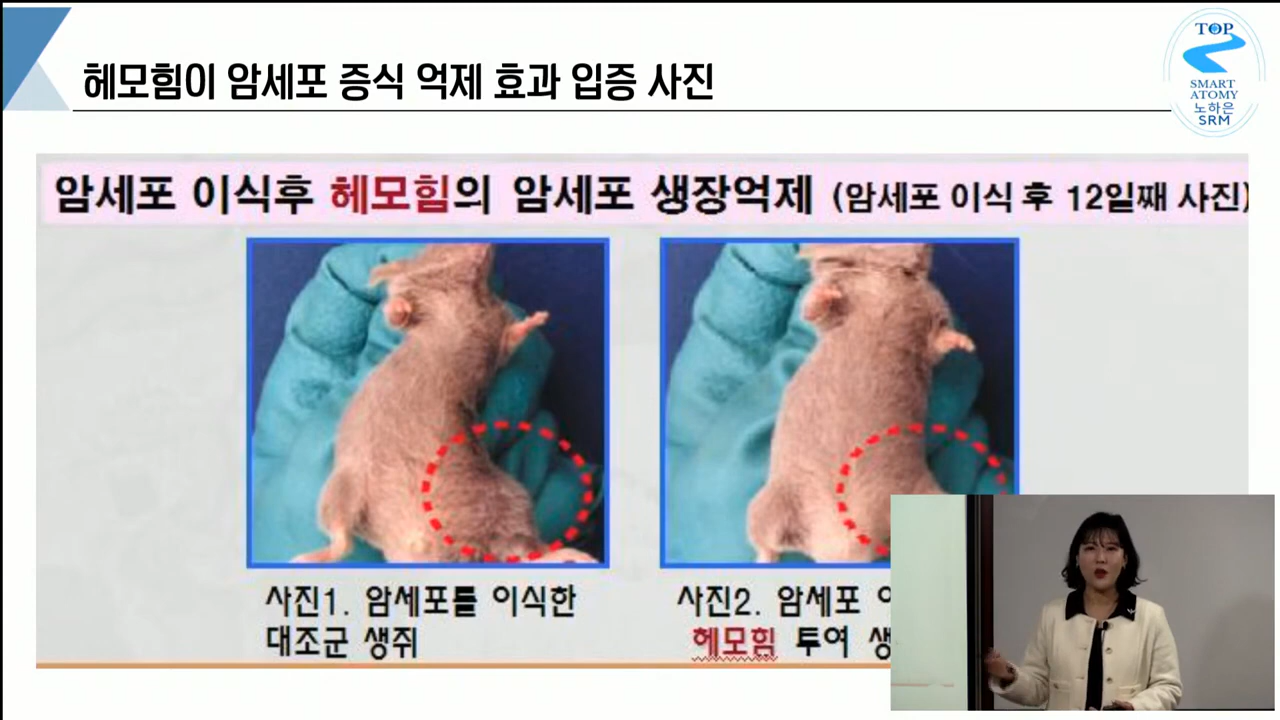 헤모힘이 암세포 증식 억제 효과 입증 사진
TOP
SMART
ATOMY
노하은
SRM
암세포 이식후 헤모힘의 암세포 생장억제 (암세포 이식 후 12일째 사진)
사진1. 암세포를 이식한
대조군 생쥐
사진2. 암세포
헤모힘 투여